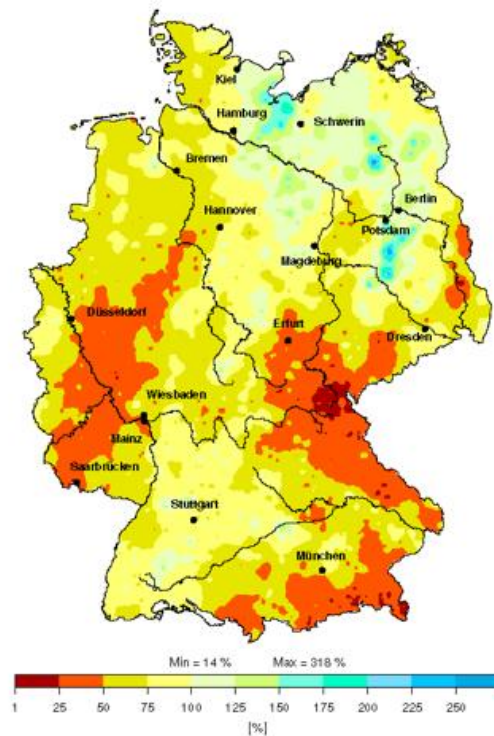 Kiel
Hamburg
Schwerin
Bremen
Berlin
Hannover
Potsdam
Magdeburg
Düsseldorf
Erfurt
Dresden
Wiesbaden
Mainz
Saarbrücken
Stuttgart
München
Min = 14 % Max = 318 %
1 25 50 75 100 125 150 175 200 225 250
[%]